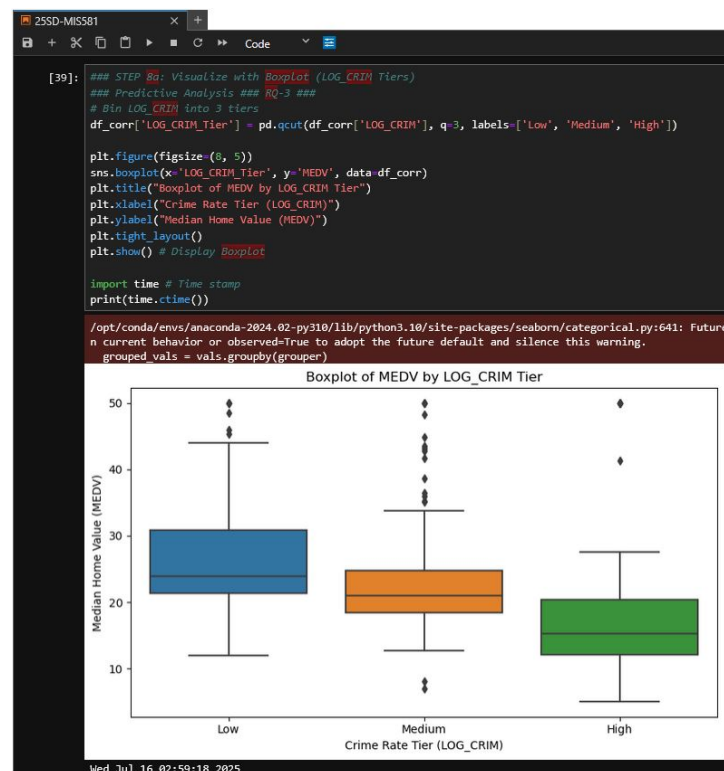 25SD-MIS581
Code
[39]:
### STEP 8a: Visualize with Boxplot (LOG_CRIM Tiers)
### Predictive Analysis ### RQ-3 ###
# Bin LOG_CRIM into 3 tiers
df_corr['LOG_CRIM_Tier'] = pd.qcut(df_corr['LOG_CRIM'], q=3, labels=['Low', 'Medium', 'High'])
plt.figure(figsize=(8, 5))
sns.boxplot(x='LOG_CRIM_Tier', y='MEDV', data=df_corr)
plt.title("Boxplot of MEDV by LOG_CRIM Tier")
plt.xlabel("Crime Rate Tier (LOG_CRIM)")
plt.ylabel("Median Home Value (MEDV)")
plt.tight_layout()
plt.show() # Display Boxplot
import time # Time stamp
print(time.ctime())
/opt/conda/envs/anaconda-2024.02-py310/lib/python3.10/site-packages/seaborn/categorical.py:641: Future
n current behavior or observed=True to adopt the future default and silence this warning.
grouped_vals = vals.groupby(grouper)
Boxplot of MEDV by LOG_CRIM Tier
Median Home Value (MEDV)
50
40
30
20
10
Low Medium High
Crime Rate Tier (LOG_CRIM)
Wed Jul 16 02:59:18 2025